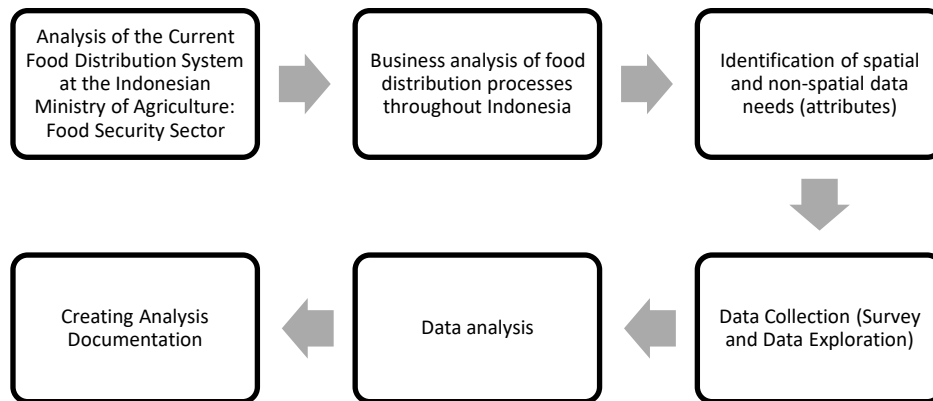 Analysis of the Current
Food Distribution System
at the Indonesian
Ministry of Agriculture:
Food Security Sector
Business analysis of food
distribution processes
throughout Indonesia
Identification of spatial
and non-spatial data
needs (attributes)
Data Collection (Survey
and Data Exploration)
Data analysis
Creating Analysis
Documentation